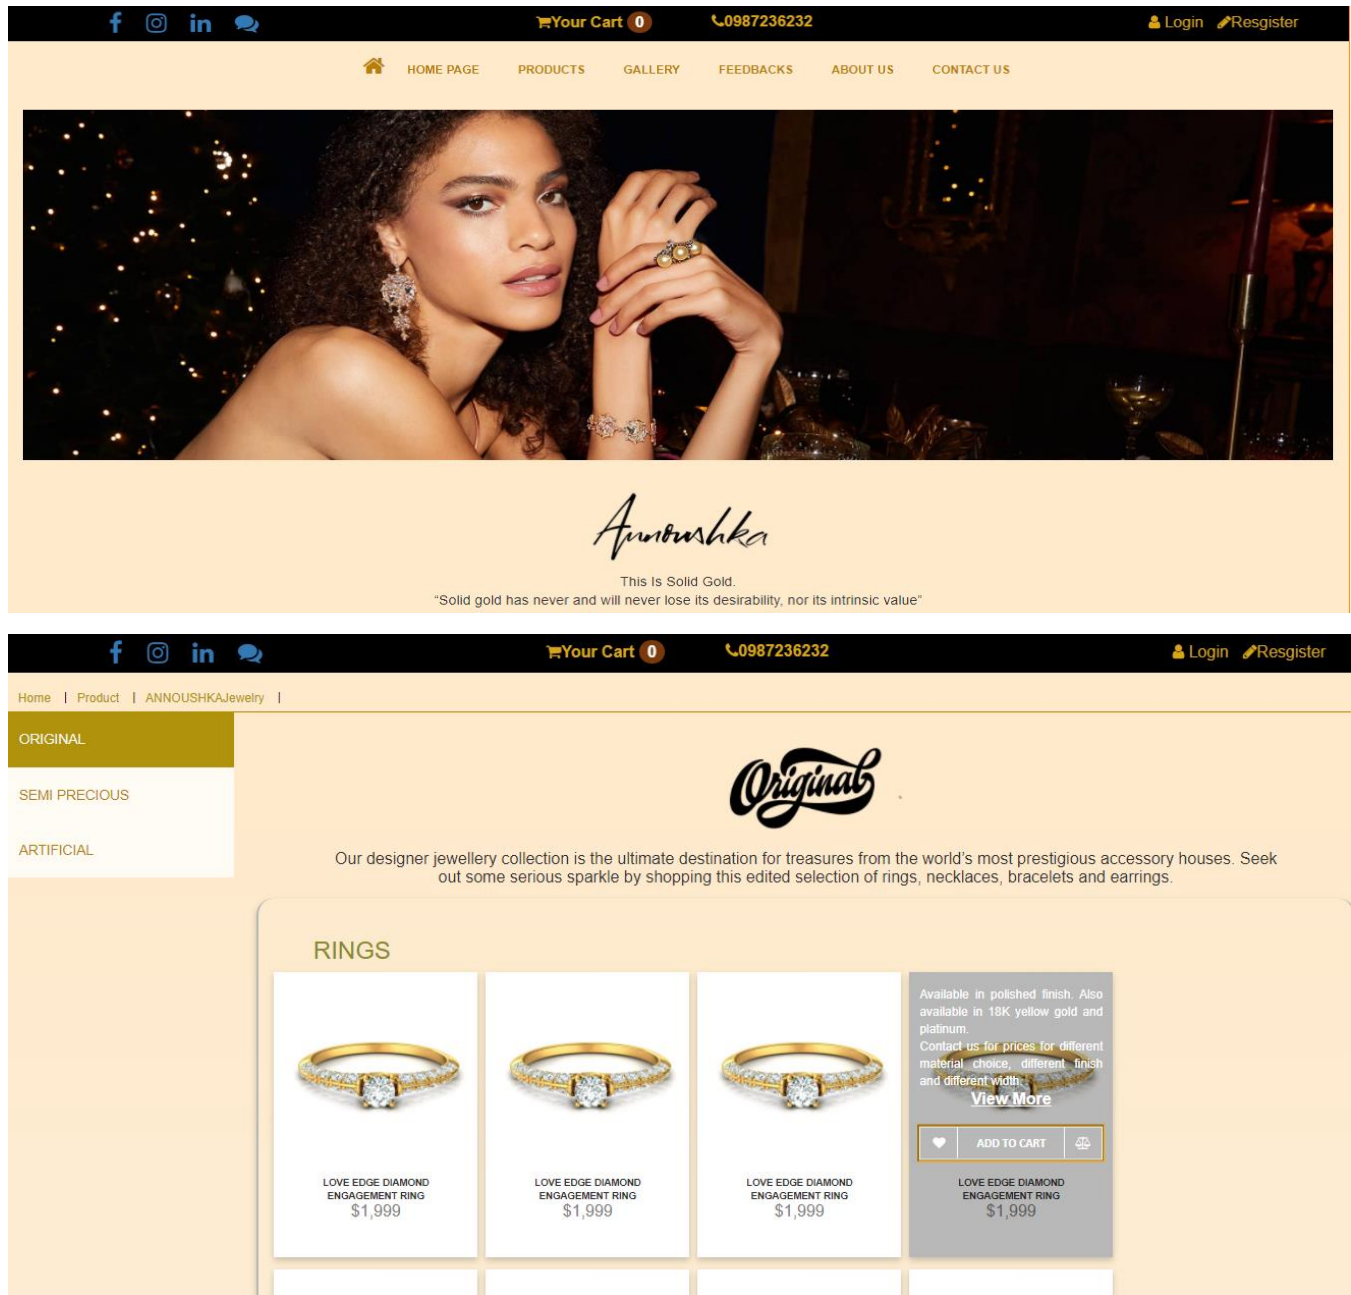 Your Cart 0 0987236232 Login Resgister
HOME PAGE PRODUCTS GALLERY FEEDBACKS ABOUT US CONTACT US
Annoushka
This Is Solid Gold.
“Solid gold has never and will never lose its desirability, nor its intrinsic value”
Your Cart 0 0987236232 Login Resgister
Home | Product | ANNOUSHKAJewelry |
ORIGINAL
SEMI PRECIOUS
ARTIFICIAL
Original
Our designer jewellery collection is the ultimate destination for treasures from the world's most prestigious accessory houses. Seek
out some serious sparkle by shopping this edited selection of rings, necklaces, bracelets and earrings.
RINGS
LOVE EDGE DIAMOND
ENGAGEMENT RING
$1,999
LOVE EDGE DIAMOND
ENGAGEMENT RING
$1,999
LOVE EDGE DIAMOND
ENGAGEMENT RING
$1,999
Available in polished finish. Also
available in 18K yellow gold and
platinum.
Contact us for prices for different
material choice, different finish
and different width.
View More
ADD TO CART
LOVE EDGE DIAMOND
ENGAGEMENT RING
$1,999